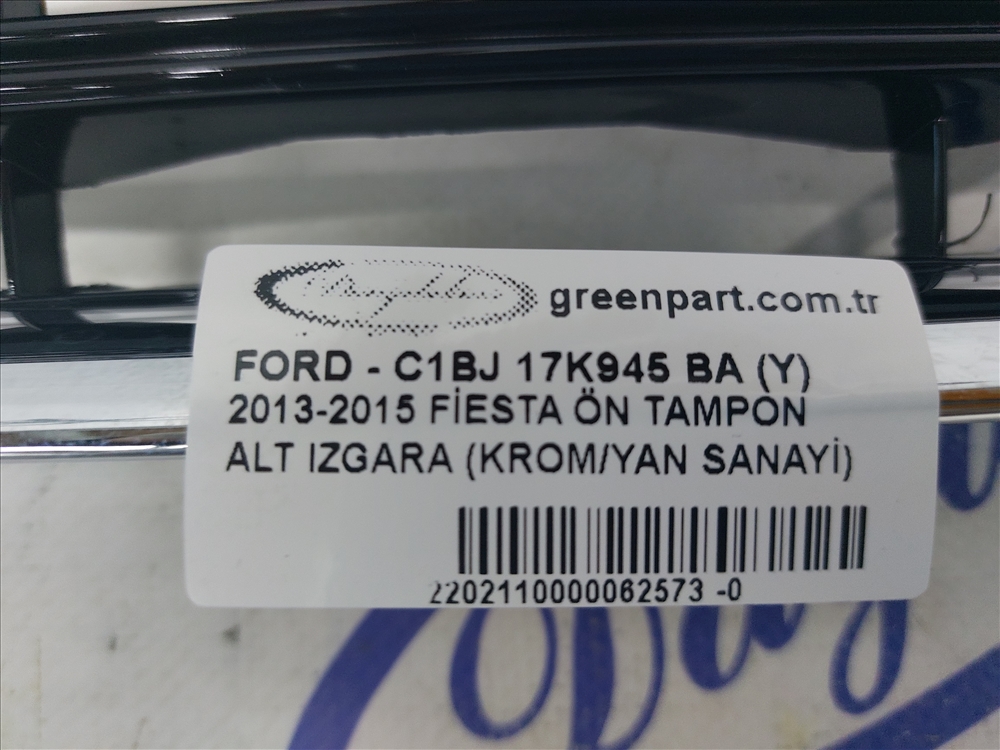 greenpart.com.tr
FORD - C1BJ 17K945 BA (Y)
2013-2015 FİESTA ÖN TAMPON
ALT IZGARA (KROM/YAN SANAYİ)
2202110000062573 -0